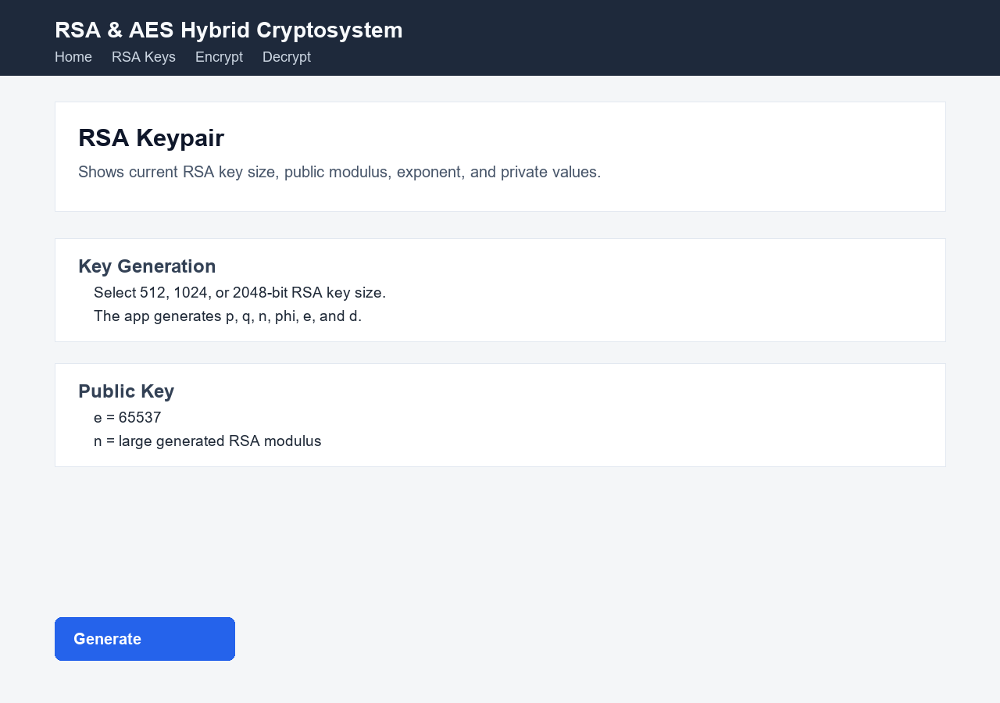 RSA & AES Hybrid Cryptosystem
Home RSA Keys Encrypt Decrypt
RSA Keypair
Shows current RSA key size, public modulus, exponent, and private values.
Key Generation
Select 512, 1024, or 2048-bit RSA key size.
The app generates p, q, n, phi, e, and d.
Public Key
e = 65537
n = large generated RSA modulus
Generate